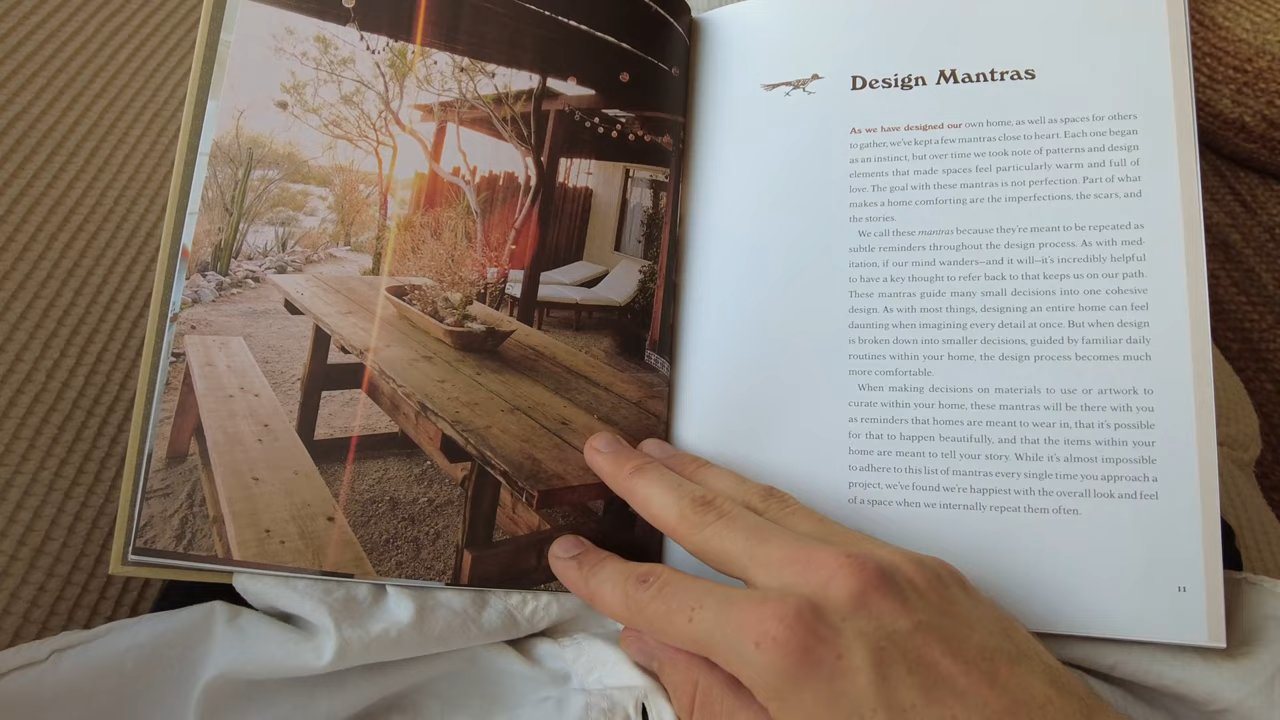 Design Mantras
As we have designed our own home, as well as spaces for others
to gather, we've kept a few mantras close to heart. Each one began
as an instinct, but over time we took note of patterns and design
elements that made spaces feel particularly warm and full of
love. The goal with these mantras is not perfection. Part of what
makes a home comforting are the imperfections, the scars, and
the stories.
We call these mantras because they're meant to be repeated as
subtle reminders throughout the design process. As with med-
itation, if our mind wanders—and it will—it's incredibly helpful
to have a key thought to refer back to that keeps us on our path.
These mantras guide many small decisions into one cohesive
design. As with most things, designing an entire home can feel
daunting when imagining every detail at once. But when design
is broken down into smaller decisions, guided by familiar daily
routines within your home, the design process becomes much
more comfortable.
When making decisions on materials to use or artwork to
curate within your home, these mantras will be there with you
as reminders that homes are meant to wear in, that it's possible
for that to happen beautifully, and that the items within your
home are meant to tell your story. While it's almost impossible
to adhere to this list of mantras every single time you approach a
project, we've found we're happiest with the overall look and feel
of a space when we internally repeat them often.
11